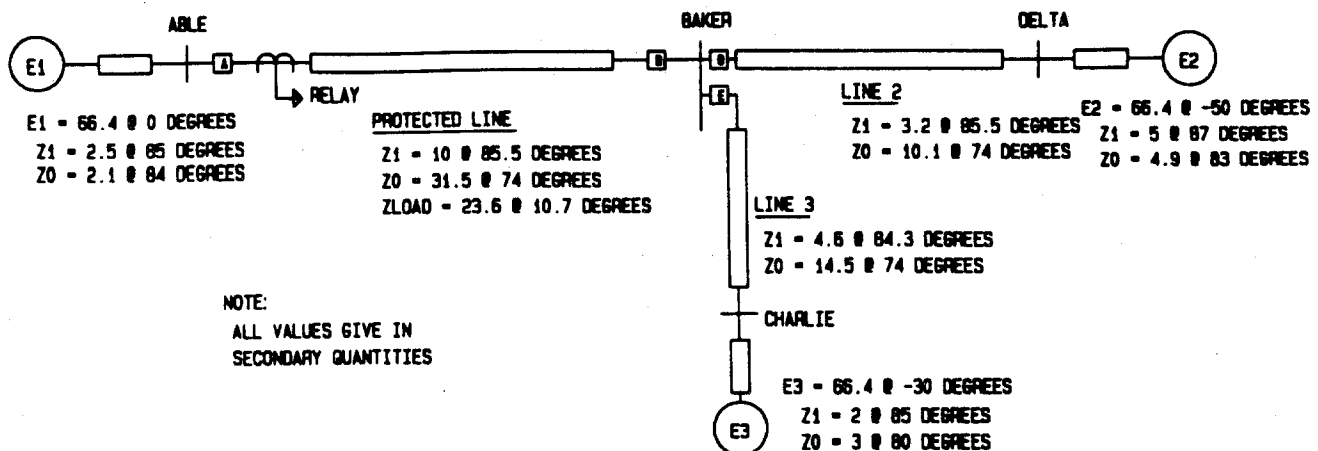 ABLE
BAKER
DELTA
E1
A
B
D
E2
E
RELAY
E1 = 66.4 @ 0 DEGREES
Z1 = 2.5 @ 85 DEGREES
Z0 = 2.1 @ 84 DEGREES
PROTECTED LINE
Z1 = 10 @ 85.5 DEGREES
Z0 = 31.5 @ 74 DEGREES
ZLOAD = 23.6 @ 10.7 DEGREES
LINE 2
Z1 = 3.2 @ 85.5 DEGREES
Z0 = 10.1 @ 74 DEGREES
E2 = 66.4 @ -50 DEGREES
Z1 = 5 @ 87 DEGREES
Z0 = 4.9 @ 83 DEGREES
LINE 3
Z1 = 4.6 @ 84.3 DEGREES
Z0 = 14.5 @ 74 DEGREES
NOTE:
ALL VALUES GIVE IN
SECONDARY QUANTITIES
CHARLIE
E3
E3 = 66.4 @ -30 DEGREES
Z1 = 2 @ 85 DEGREES
Z0 = 3 @ 80 DEGREES